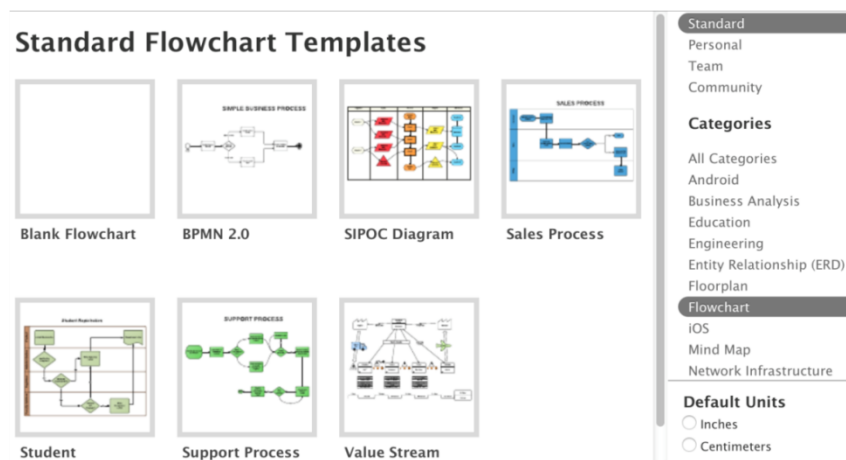 Standard Flowchart Templates
SIMPLE BUSINESS PROCESS
SALES PROCESS
Blank Flowchart
BPMN 2.0
SIPOC Diagram
Sales Process
Student Registration
SUPPORT PROCESS
Student
Support Process
Value Stream
Standard
Personal
Team
Community
Categories
All Categories
Android
Business Analysis
Education
Engineering
Entity Relationship (ERD)
Floorplan
Flowchart
iOS
Mind Map
Network Infrastructure
Default Units
Inches
Centimeters